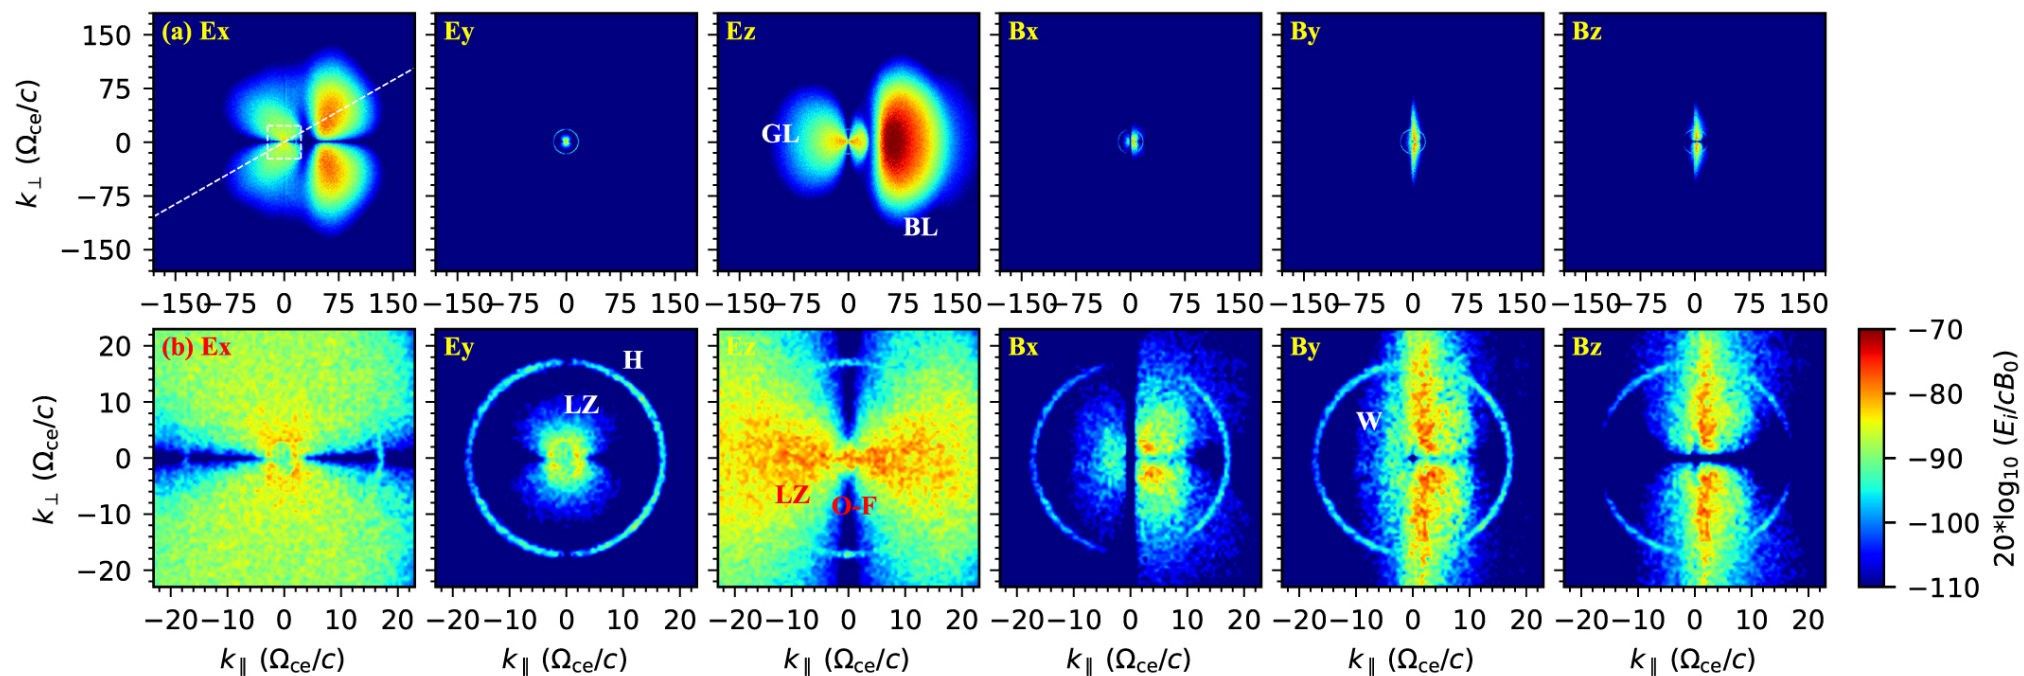 (a) Ex Ey Ez Bx By Bz
150
75
0
−75
−150
k⊥ (Ωce/c)
GL
BL
−150 −75 0 75 150 −150 −75 0 75 150 −150 −75 0 75 150 −150 −75 0 75 150 −150 −75 0 75 150 −150 −75 0 75 150
(b) Ex Ey Ez Bx By Bz
20
10
0
−10
−20
k⊥ (Ωce/c)
H
LZ
LZ
O-F
W
−20 −10 0 10 20 −20 −10 0 10 20 −20 −10 0 10 20 −20 −10 0 10 20 −20 −10 0 10 20 −20 −10 0 10 20
k∥ (Ωce/c) k∥ (Ωce/c) k∥ (Ωce/c) k∥ (Ωce/c) k∥ (Ωce/c) k∥ (Ωce/c)
−70
−80
−90
−100
−110
20*log10 (Ei/cB0)